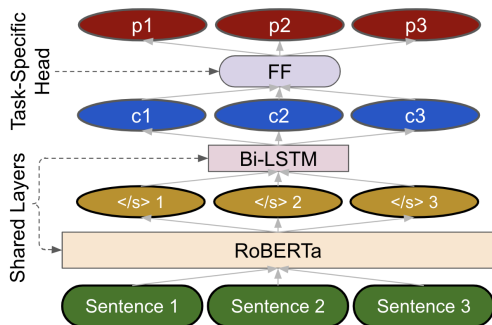 p1 p2 p3
Task-Specific
Head
FF
c1 c2 c3
Bi-LSTM
Shared Layers
</s> 1 </s> 2 </s> 3
RoBERTa
Sentence 1 Sentence 2 Sentence 3